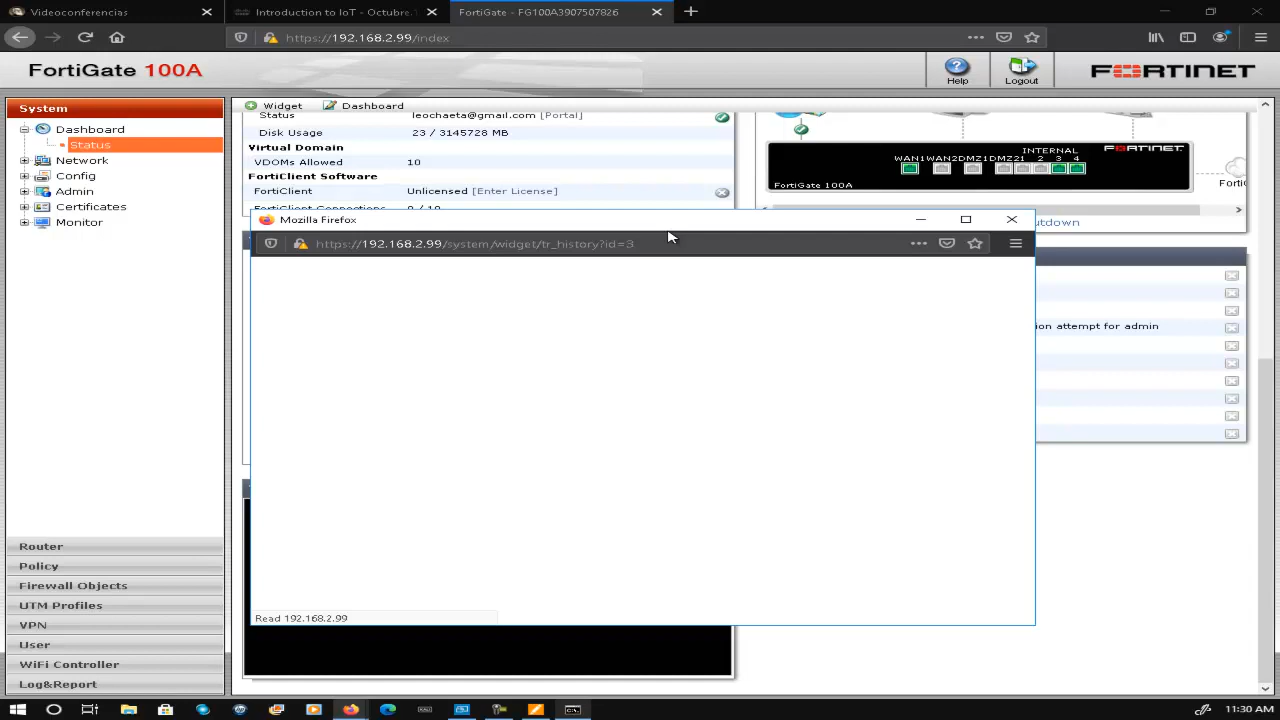 Videoconferencias
Introduction to IoT - Octubre.
FortiGate - FG100A3907507826
https://192.168.2.99/index
FortiGate 100A
Help
Logout
FORTINET
System
Dashboard
Status
Network
Config
Admin
Certificates
Monitor
Router
Policy
Firewall Objects
UTM Profiles
VPN
User
WiFi Controller
Log&Report
Widget
Dashboard
Status leochaeta@gmail.com [Portal]
Disk Usage 23 / 3145728 MB
Virtual Domain
VDOMs Allowed 10
FortiClient Software
FortiClient Unlicensed [Enter License]
INTERNAL
FORTINET
WAN1 WAN2 DMZ1 DMZ2 1 2 3 4
FortiGate 100A
Mozilla Firefox
https://192.168.2.99/system/widget/tr_history?id=3
ion attempt for admin
Read 192.168.2.99
11:30 AM